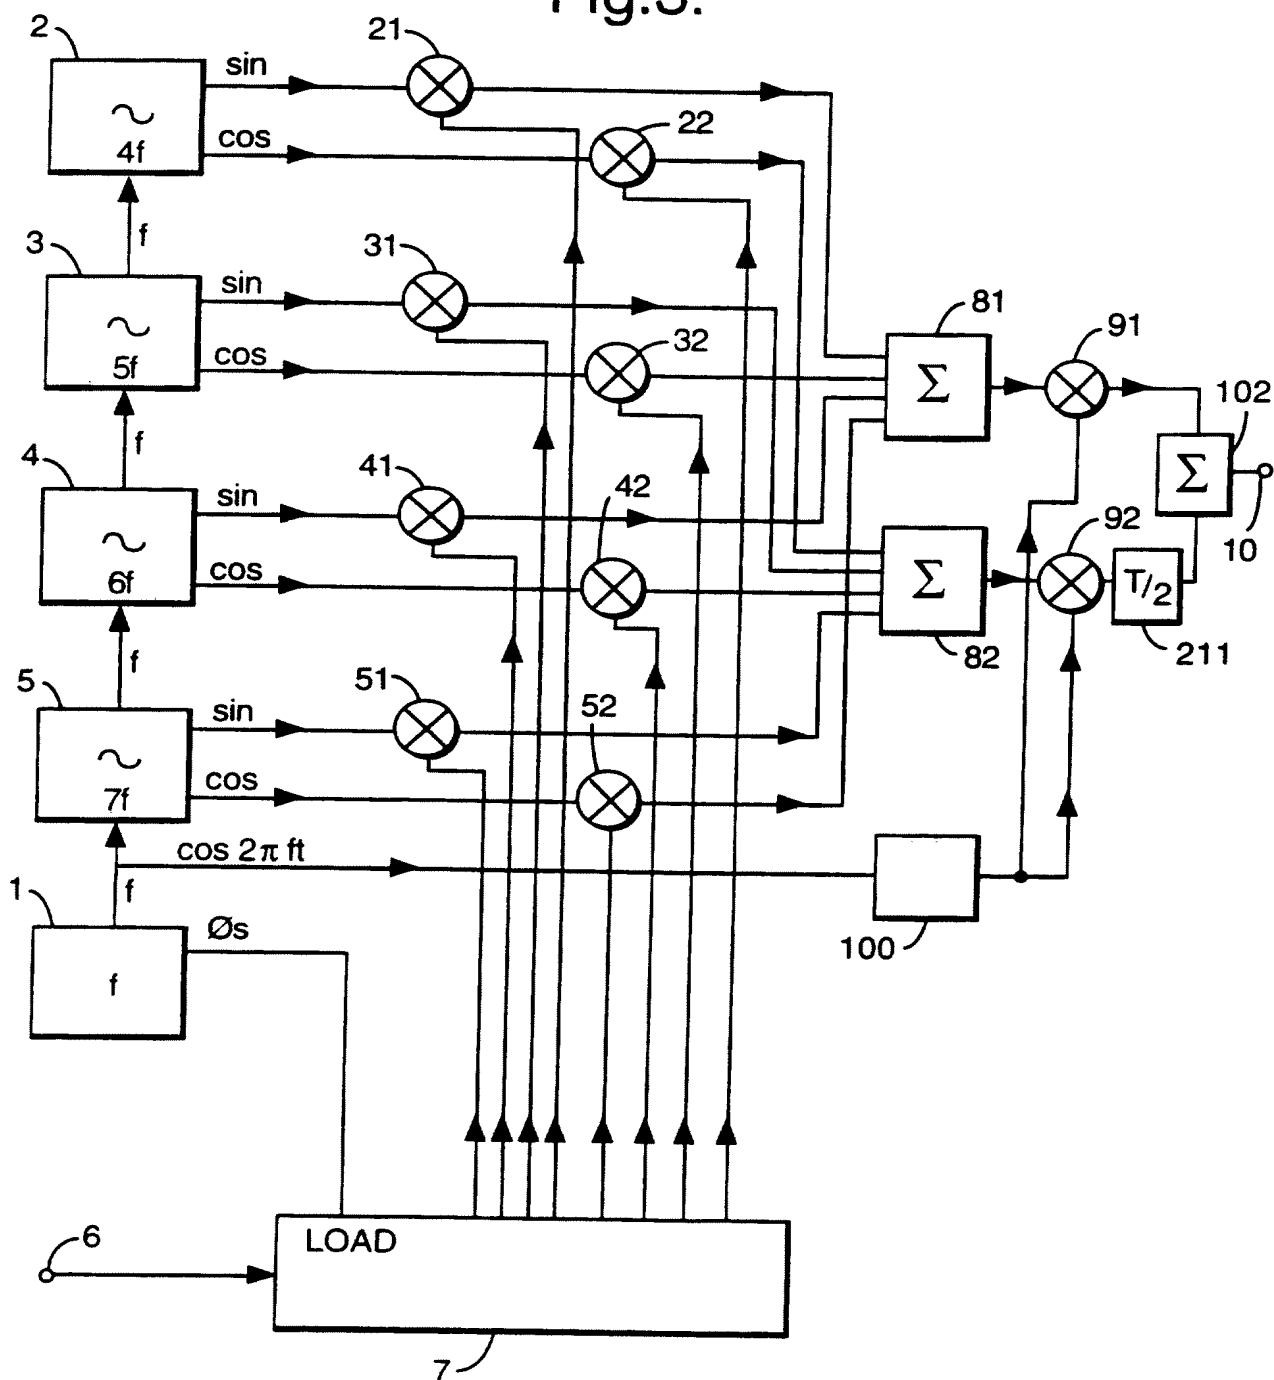 Fig.3.
2
sin
21
4f
cos
22
f
3
sin
31
5f
cos
32
81
Σ
91
102
Σ
10
f
4
sin
41
6f
cos
42
Σ
82
92
T/2
211
f
5
sin
51
7f
cos
52
cos 2π ft
f
100
1
Øs
f
LOAD
6
7